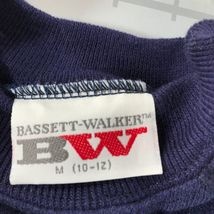 BASSETT-WALKER™
BW
M (10-12)